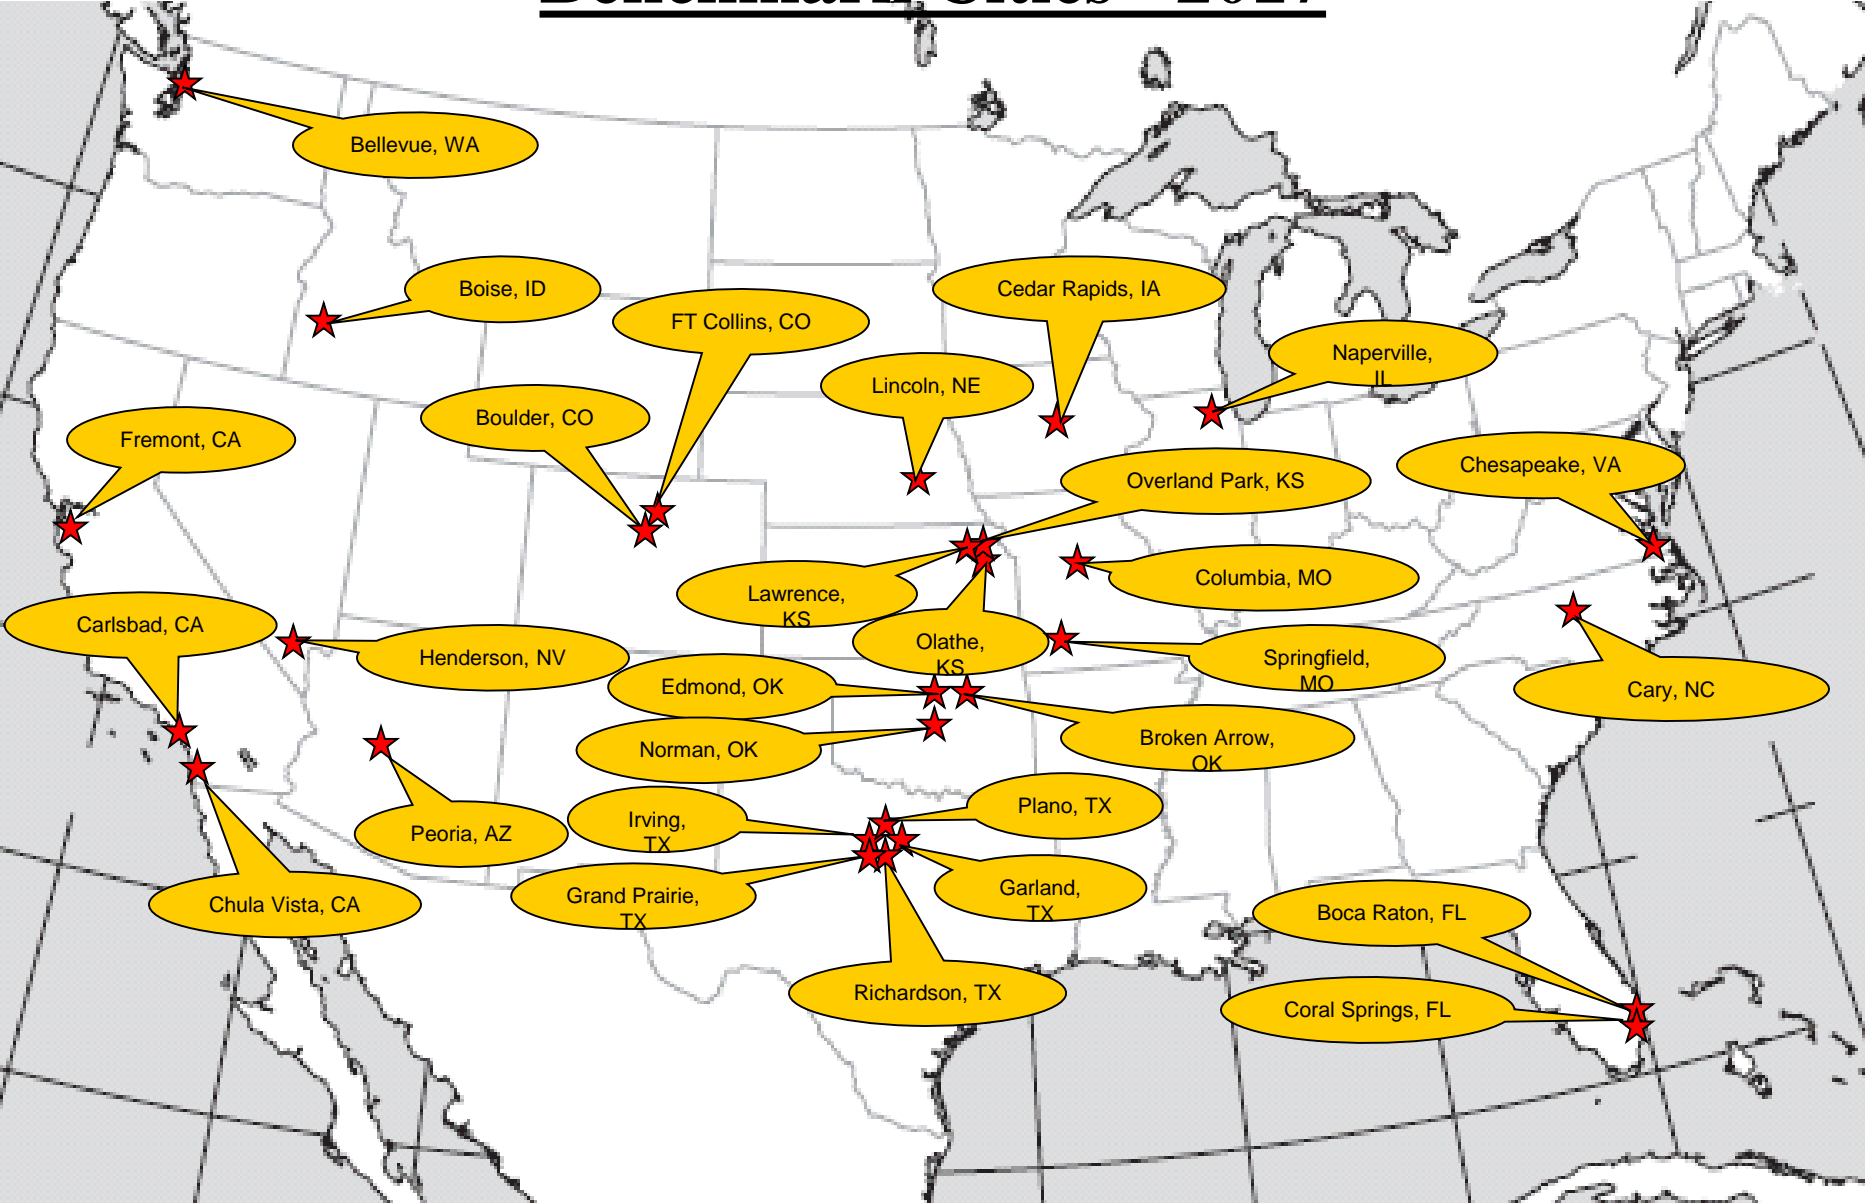 Benchmark Cities - 2017
Bellevue, WA
Boise, ID
FT Collins, CO
Cedar Rapids, IA
Naperville,
IL
Lincoln, NE
Boulder, CO
Fremont, CA
Overland Park, KS
Chesapeake, VA
Columbia, MO
Lawrence,
KS
Carlsbad, CA
Olathe,
KS
Henderson, NV
Springfield,
MO
Edmond, OK
Cary, NC
Norman, OK
Broken Arrow,
OK
Plano, TX
Irving,
TX
Peoria, AZ
Grand Prairie,
TX
Garland,
TX
Chula Vista, CA
Boca Raton, FL
Richardson, TX
Coral Springs, FL